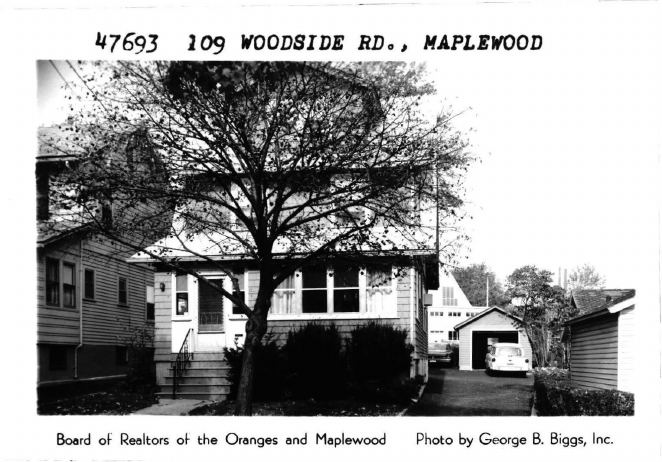 47693 109 WOODSIDE RD., MAPLEWOOD
Board of Realtors of the Oranges and Maplewood Photo by George B. Biggs, Inc.